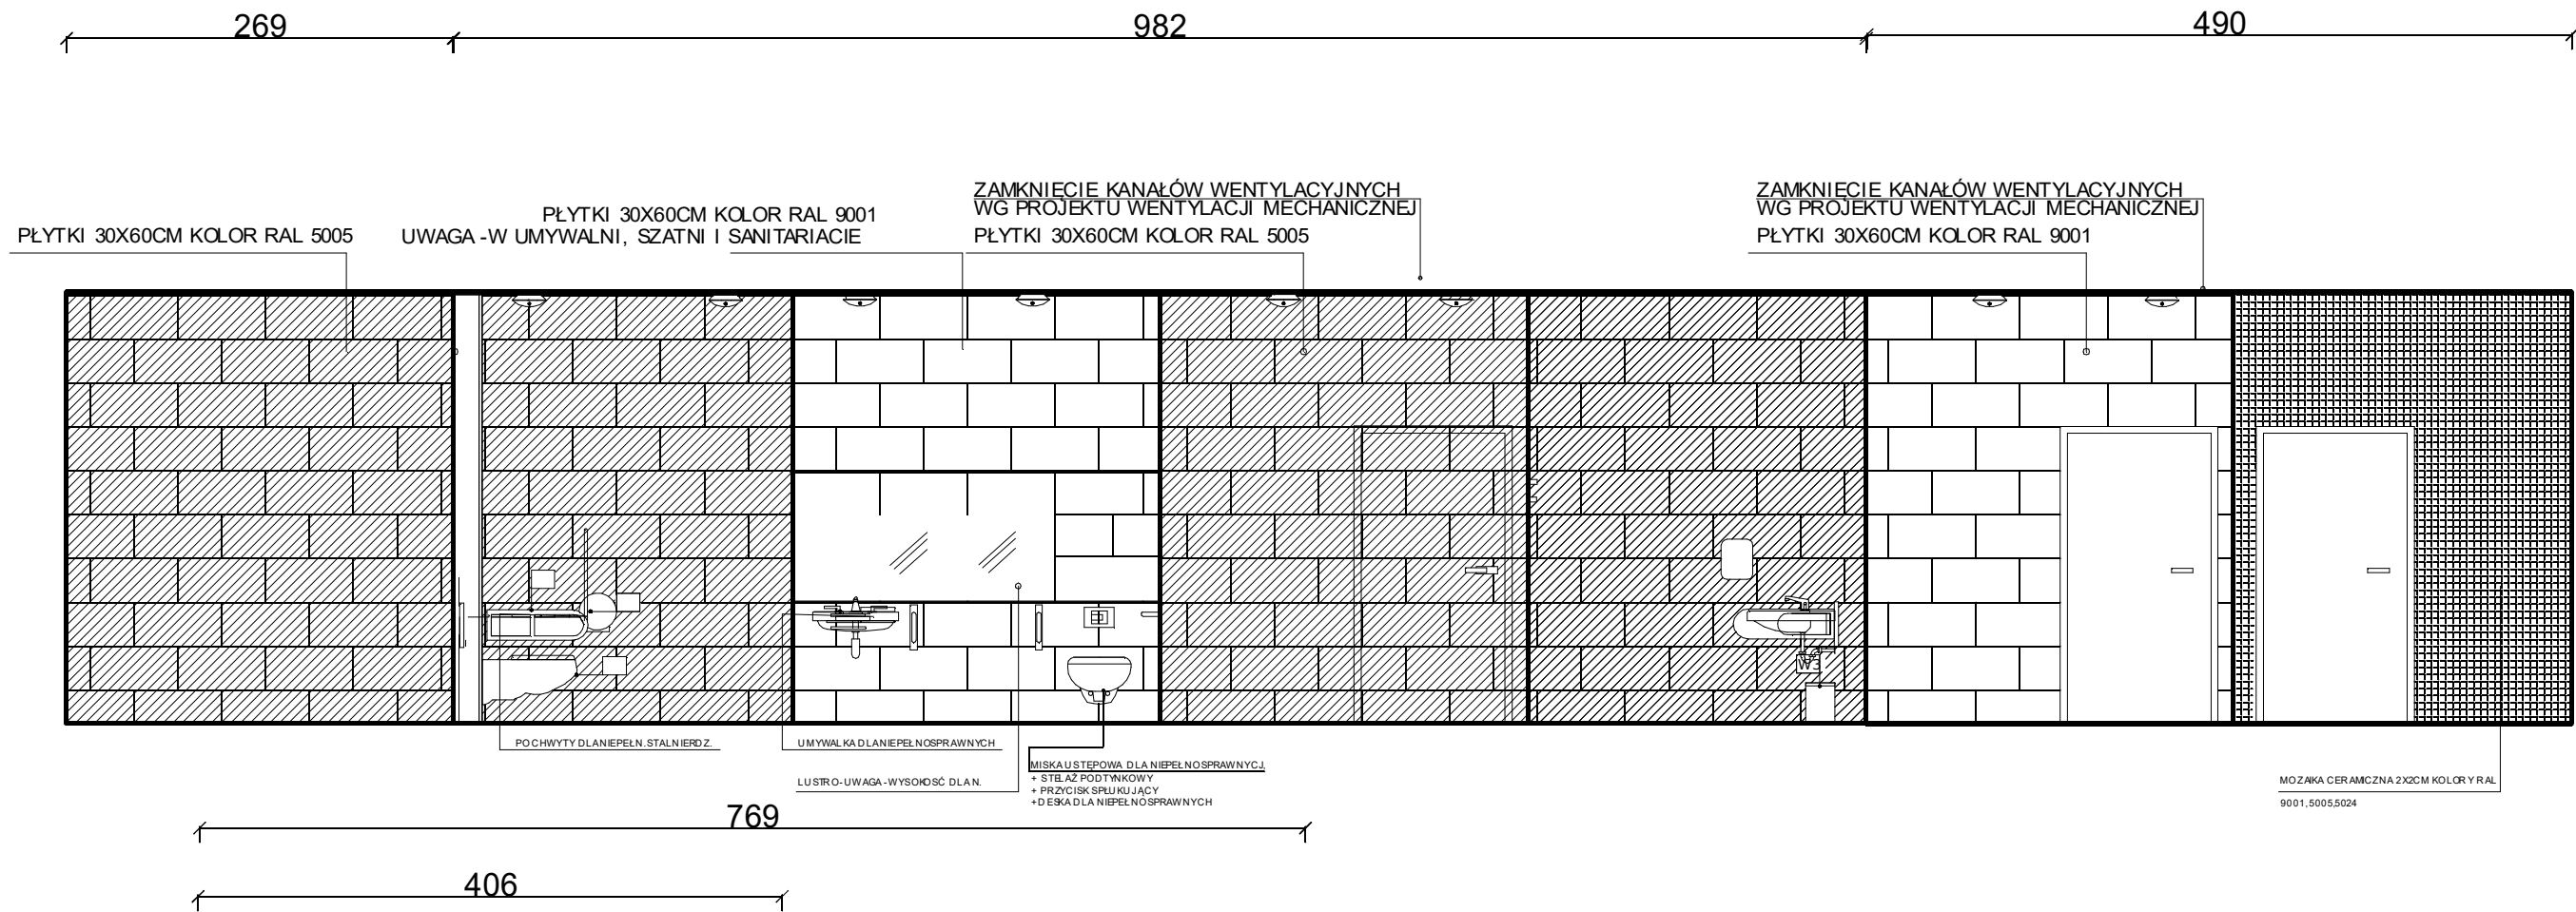 269
982
490
PŁYTKI 30X60CM KOLOR RAL 5005
PŁYTKI 30X60CM KOLOR RAL 9001
UWAGA -W UMYWALNI, SZATNI I SANITARIACIE
ZAMKNIĘCIE KANAŁÓW WENTYLACYJNYCH
WG PROJEKTU WENTYLACJI MECHANICZNEJ
PŁYTKI 30X60CM KOLOR RAL 5005
ZAMKNIĘCIE KANAŁÓW WENTYLACYJNYCH
WG PROJEKTU WENTYLACJI MECHANICZNEJ
PŁYTKI 30X60CM KOLOR RAL 9001
W3
POCHWYTY DLA NIEPEŁN. STAL NIERDZ.
UMYWALKA DLA NIEPEŁNOSPRAWNYCH
LUSTRO - UWAGA - WYSOKOSĆ DLA N.
MISKA USTĘPOWA DLA NIEPEŁNOSPRAWNYCJ
+ STELAŻ PODTYNKOWY
+ PRZYCISK SPŁUKUJĄCY
+DESKA DLA NIEPEŁNOSPRAWNYCH
MOZAIKA CERAMICZNA 2X2CM KOLORY RAL
9001,5005,5024
769
406